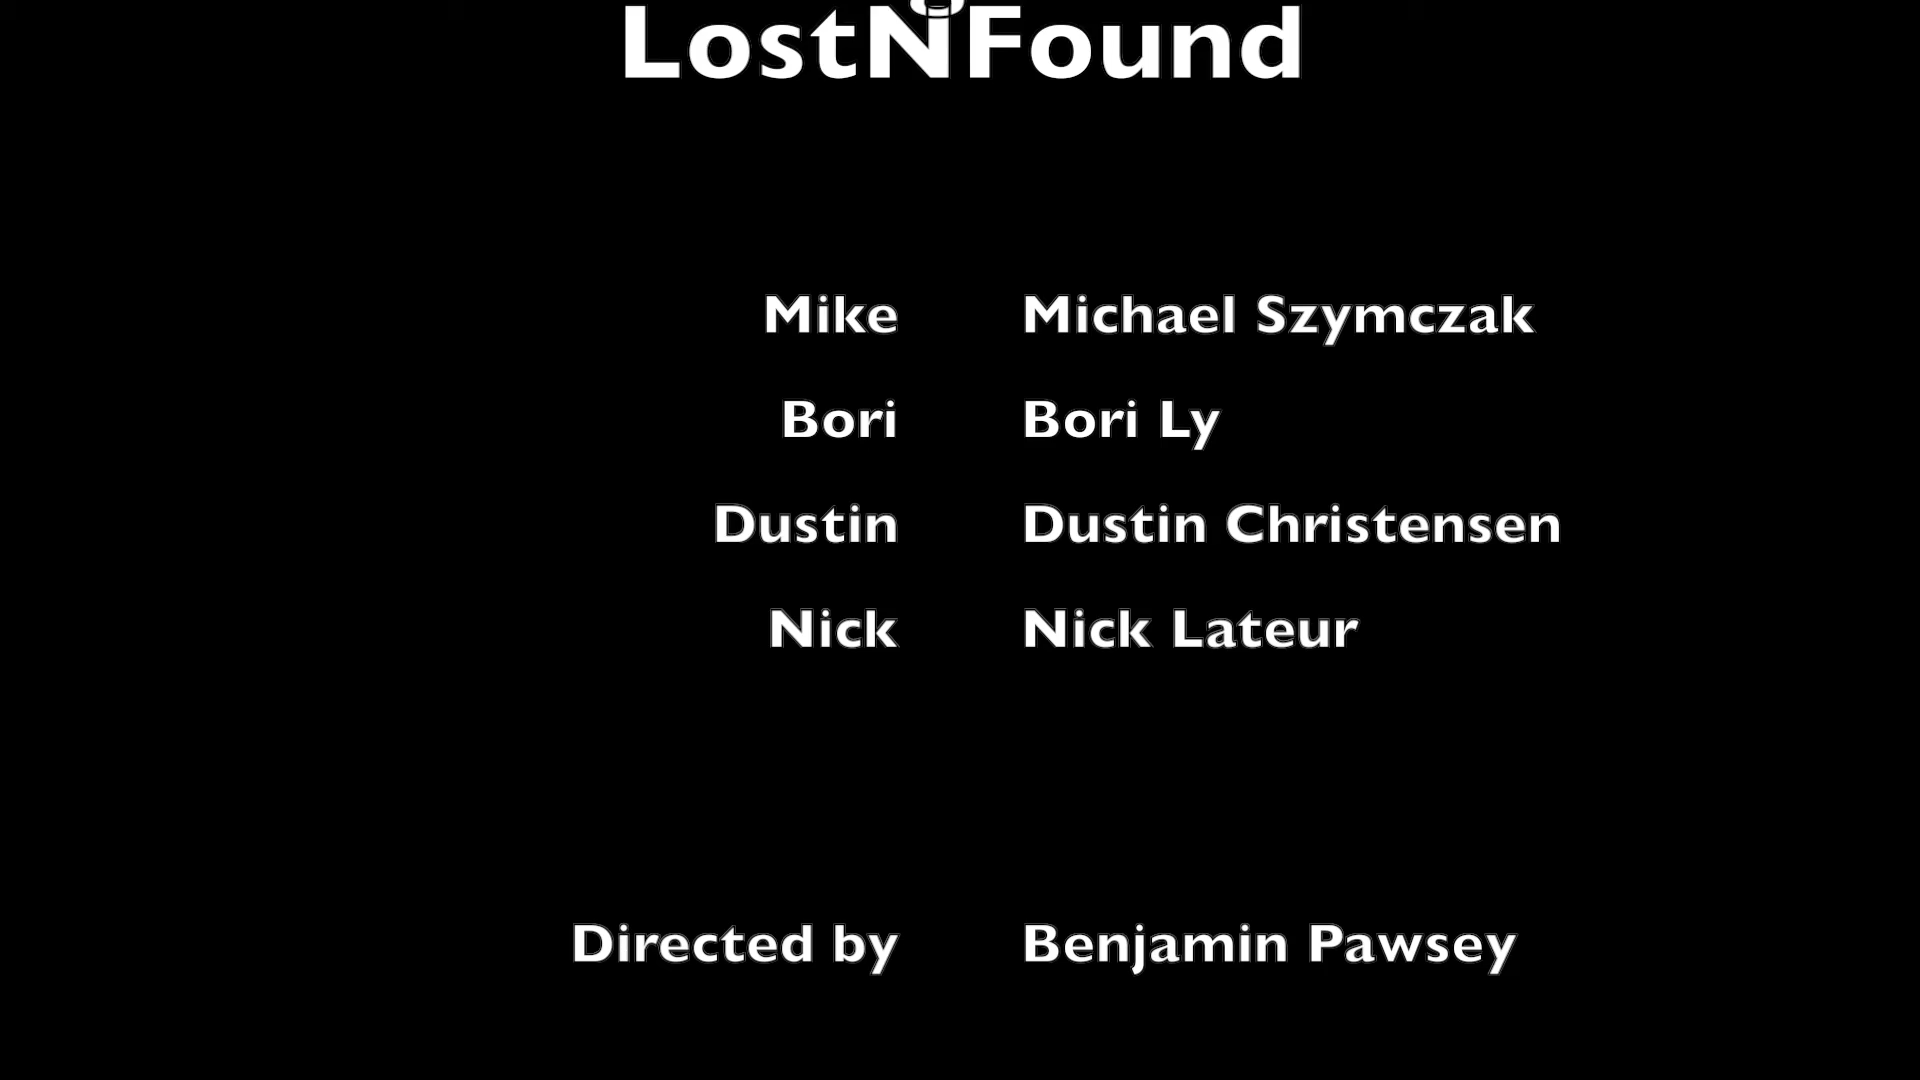 LostNFound
Mike Michael Szymczak
Bori Bori Ly
Dustin Dustin Christensen
Nick Nick Lateur
Directed by Benjamin Pawsey